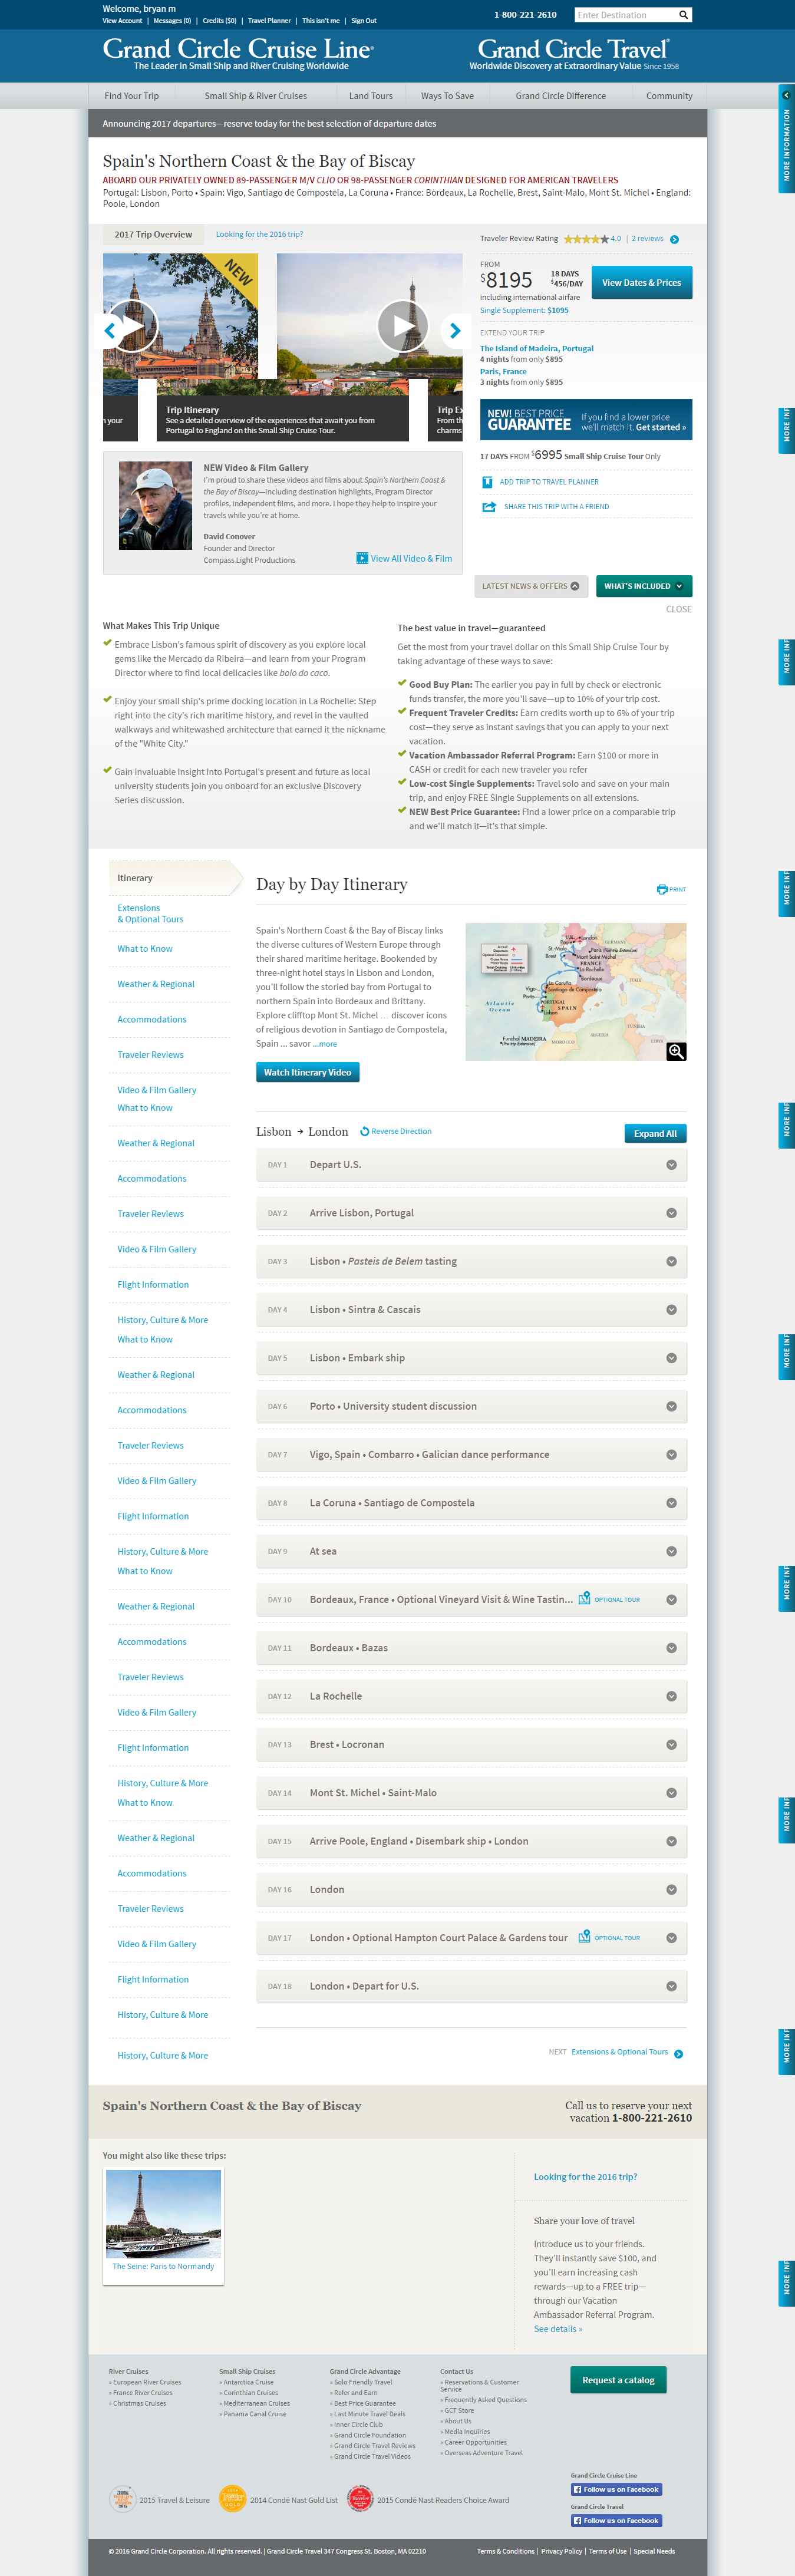 Welcome, bryan m
View Account | Messages (0) | Credits ($0) | Travel Planner | This isn't me | Sign Out
1-800-221-2610
Enter Destination
Grand Circle Cruise Line®
The Leader in Small Ship and River Cruising Worldwide
Grand Circle Travel®
Worldwide Discovery at Extraordinary Value Since 1958
Find Your Trip
Small Ship & River Cruises
Land Tours
Ways To Save
Grand Circle Difference
Community
MORE INFORMATION
Announcing 2017 departures—reserve today for the best selection of departure dates
Spain's Northern Coast & the Bay of Biscay
ABOARD OUR PRIVATELY OWNED 89-PASSENGER M/V CLIO OR 98-PASSENGER CORINTHIAN DESIGNED FOR AMERICAN TRAVELERS
Portugal: Lisbon, Porto • Spain: Vigo, Santiago de Compostela, La Coruna • France: Bordeaux, La Rochelle, Brest, Saint-Malo, Mont St. Michel • England:
Poole, London
2017 Trip Overview
Looking for the 2016 trip?
NEW
n your
Trip Itinerary
See a detailed overview of the experiences that await you from
Portugal to England on this Small Ship Cruise Tour.
Trip Ex
From th
charms
Traveler Review Rating 4.0 | 2 reviews
FROM
$8195
18 DAYS
$456/DAY
View Dates & Prices
including international airfare
Single Supplement: $1095
EXTEND YOUR TRIP
The Island of Madeira, Portugal
4 nights from only $895
Paris, France
3 nights from only $895
NEW! BEST PRICE
GUARANTEE
If you find a lower price
we'll match it. Get started »
17 DAYS FROM $6995 Small Ship Cruise Tour Only
ADD TRIP TO TRAVEL PLANNER
SHARE THIS TRIP WITH A FRIEND
NEW Video & Film Gallery
I'm proud to share these videos and films about Spain's Northern Coast &
the Bay of Biscay—including destination highlights, Program Director
profiles, independent films, and more. I hope they help to inspire your
travels while you're at home.
David Conover
Founder and Director
Compass Light Productions
View All Video & Film
LATEST NEWS & OFFERS
WHAT'S INCLUDED
CLOSE
What Makes This Trip Unique
Embrace Lisbon's famous spirit of discovery as you explore local
gems like the Mercado da Ribeira—and learn from your Program
Director where to find local delicacies like bolo do caco.
Enjoy your small ship's prime docking location in La Rochelle: Step
right into the city's rich maritime history, and revel in the vaulted
walkways and whitewashed architecture that earned it the nickname
of the "White City."
Gain invaluable insight into Portugal's present and future as local
university students join you onboard for an exclusive Discovery
Series discussion.
The best value in travel—guaranteed
Get the most from your travel dollar on this Small Ship Cruise Tour by
taking advantage of these ways to save:
Good Buy Plan: The earlier you pay in full by check or electronic
funds transfer, the more you'll save—up to 10% of your trip cost.
Frequent Traveler Credits: Earn credits worth up to 6% of your trip
cost—they serve as instant savings that you can apply to your next
vacation.
Vacation Ambassador Referral Program: Earn $100 or more in
CASH or credit for each new traveler you refer
Low-cost Single Supplements: Travel solo and save on your main
trip, and enjoy FREE Single Supplements on all extensions.
NEW Best Price Guarantee: Find a lower price on a comparable trip
and we'll match it—it's that simple.
Itinerary
Extensions
& Optional Tours
What to Know
Weather & Regional
Accommodations
Traveler Reviews
Video & Film Gallery
What to Know
Weather & Regional
Accommodations
Traveler Reviews
Video & Film Gallery
Flight Information
History, Culture & More
What to Know
Weather & Regional
Accommodations
Traveler Reviews
Video & Film Gallery
Flight Information
History, Culture & More
What to Know
Weather & Regional
Accommodations
Traveler Reviews
Video & Film Gallery
Flight Information
History, Culture & More
What to Know
Weather & Regional
Accommodations
Traveler Reviews
Video & Film Gallery
Flight Information
History, Culture & More
History, Culture & More
Day by Day Itinerary
PRINT
Spain's Northern Coast & the Bay of Biscay links
the diverse cultures of Western Europe through
their shared maritime heritage. Bookended by
three-night hotel stays in Lisbon and London,
you'll follow the storied bay from Portugal to
northern Spain into Bordeaux and Brittany.
Explore clifftop Mont St. Michel … discover icons
of religious devotion in Santiago de Compostela,
Spain ... savor ...more
Watch Itinerary Video
London
Poole
St. Malo
Brest
Paris
Mont Saint Michel
FRANCE
La Rochelle
Bordeaux
GERMANY
La Coruña
Santiago de Compostela
Vigo
Porto
PORTUGAL
SPAIN
Lisbon
Atlantic
Ocean
Funchal MADEIRA
MOROCCO
ALGERIA
LIBYA
Lisbon → London
Reverse Direction
Expand All
DAY 1 Depart U.S.
DAY 2 Arrive Lisbon, Portugal
DAY 3 Lisbon • Pasteis de Belem tasting
DAY 4 Lisbon • Sintra & Cascais
DAY 5 Lisbon • Embark ship
DAY 6 Porto • University student discussion
DAY 7 Vigo, Spain • Combarro • Galician dance performance
DAY 8 La Coruna • Santiago de Compostela
DAY 9 At sea
DAY 10 Bordeaux, France • Optional Vineyard Visit & Wine Tastin... OPTIONAL TOUR
DAY 11 Bordeaux • Bazas
DAY 12 La Rochelle
DAY 13 Brest • Locronan
DAY 14 Mont St. Michel • Saint-Malo
DAY 15 Arrive Poole, England • Disembark ship • London
DAY 16 London
DAY 17 London • Optional Hampton Court Palace & Gardens tour OPTIONAL TOUR
DAY 18 London • Depart for U.S.
NEXT Extensions & Optional Tours
MORE INF
MORE INF
MORE INF
MORE INF
MORE INF
MORE INF
MORE INF
MORE INF
MORE INF
Spain's Northern Coast & the Bay of Biscay
Call us to reserve your next
vacation 1-800-221-2610
You might also like these trips:
The Seine: Paris to Normandy
Looking for the 2016 trip?
Share your love of travel
Introduce us to your friends.
They'll instantly save $100, and
you'll earn increasing cash
rewards—up to a FREE trip—
through our Vacation
Ambassador Referral Program.
See details »
River Cruises
» European River Cruises
» France River Cruises
» Christmas Cruises
Small Ship Cruises
» Antarctica Cruise
» Corinthian Cruises
» Mediterranean Cruises
» Panama Canal Cruise
Grand Circle Advantage
» Solo Friendly Travel
» Refer and Earn
» Best Price Guarantee
» Last Minute Travel Deals
» Inner Circle Club
» Grand Circle Foundation
» Grand Circle Travel Reviews
» Grand Circle Travel Videos
Contact Us
» Reservations & Customer
Service
» Frequently Asked Questions
» GCT Store
» About Us
» Media Inquiries
» Career Opportunities
» Overseas Adventure Travel
Request a catalog
2015 Travel & Leisure
2014 Condé Nast Gold List
2015 Condé Nast Readers Choice Award
Grand Circle Cruise Line
Follow us on Facebook
Grand Circle Travel
Follow us on Facebook
© 2016 Grand Circle Corporation. All rights reserved. | Grand Circle Travel 347 Congress St. Boston, MA 02210
Terms & Conditions | Privacy Policy | Terms of Use | Special Needs